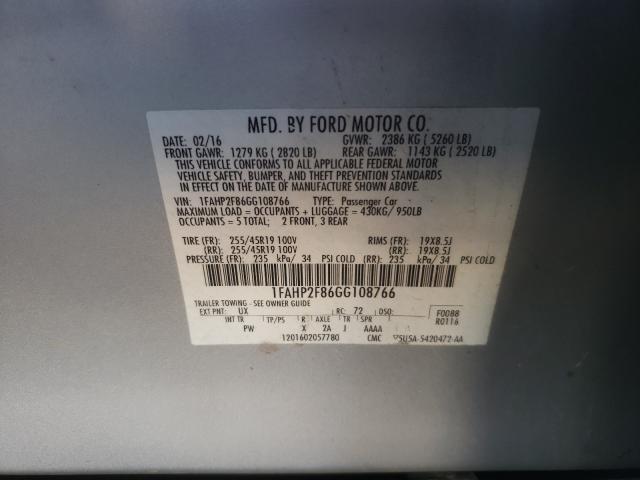 MFD. BY FORD MOTOR CO.
DATE: 02/16 GVWR: 2386 KG ( 5260 LB)
FRONT GAWR: 1279 KG ( 2820 LB) REAR GAWR: 1143 KG ( 2520 LB)
THIS VEHICLE CONFORMS TO ALL APPLICABLE FEDERAL MOTOR
VEHICLE SAFETY, BUMPER, AND THEFT PREVENTION STANDARDS
IN EFFECT ON THE DATE OF MANUFACTURE SHOWN ABOVE.
VIN: 1FAHP2F86GG108766 TYPE: Passenger Car
MAXIMUM LOAD = OCCUPANTS + LUGGAGE = 430KG/ 950LB
OCCUPANTS = 5 TOTAL; 2 FRONT, 3 REAR
TIRE (FR): 255/45R19 100V RIMS (FR): 19X8.5J
(RR): 255/45R19 100V (RR): 19X8.5J
PRESSURE (FR): 235 kPa/ 34 PSI COLD (RR): 235 kPa/ 34 PSI COLD
1FAHP2F86GG108766
TRAILER TOWING - SEE OWNER GUIDE
EXT PNT: UX RC: 72 DSO: F0088
INT TR TP/PS R AXLE TR SPR R0116
PW X 2A J AAAA
1201602057780 CMC 5U5A-5420472-AA